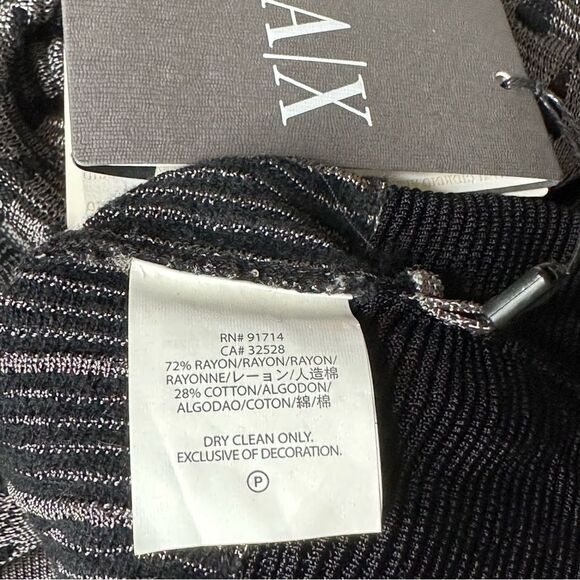 A|X
RN# 91714
CA# 32528
72% RAYON/RAYON/RAYON/
RAYONNE/レーョン/人造棉
28% COTTON/ALGODON/
ALGODAO/COTON/綿/棉
DRY CLEAN ONLY.
EXCLUSIVE OF DECORATION.
P